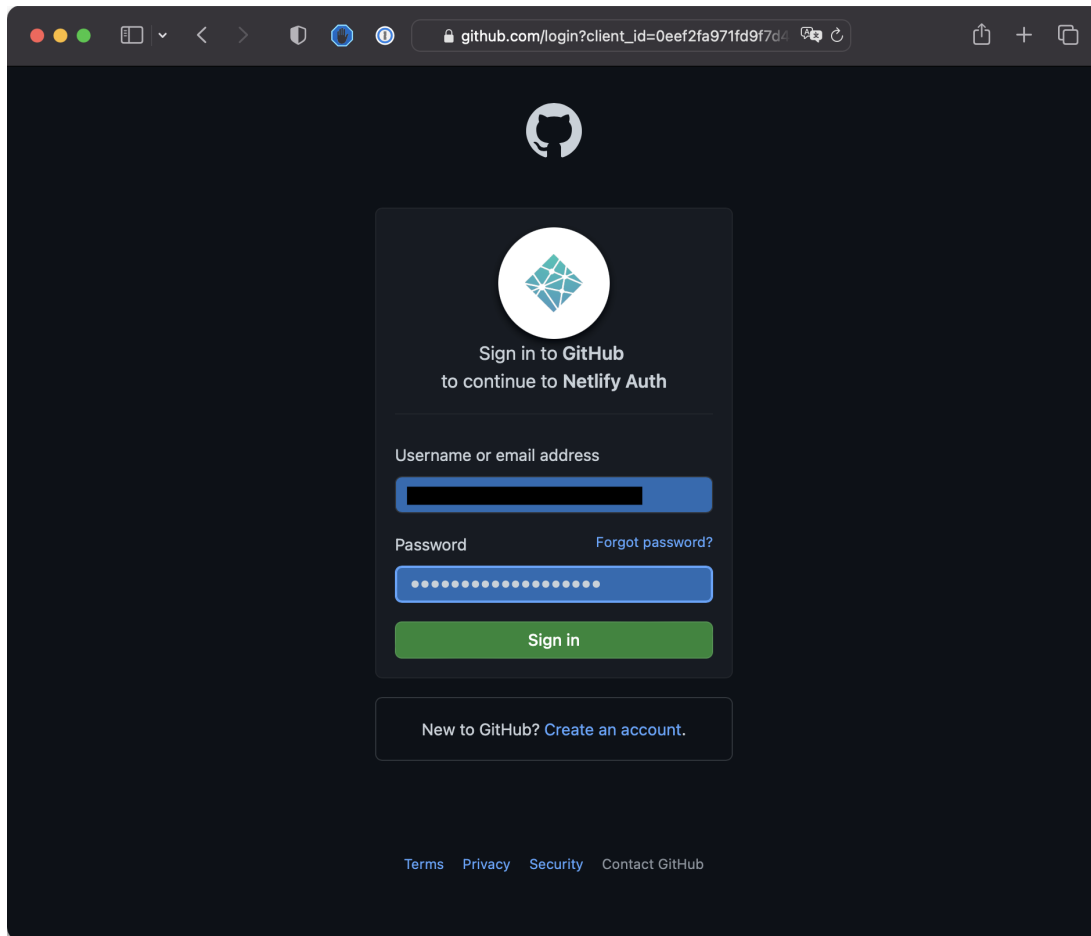 github.com/login?client_id=0eef2fa971fd9f7d4
Sign in to GitHub
to continue to Netlify Auth
Username or email address
Password
Forgot password?
Sign in
New to GitHub? Create an account.
Terms
Privacy
Security
Contact GitHub